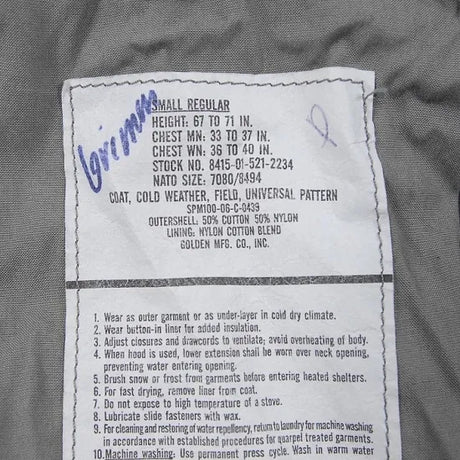 SMALL REGULAR
HEIGHT: 67 TO 71 IN.
CHEST MN: 33 TO 37 IN.
CHEST WN: 36 TO 40 IN.
STOCK NO. 8415-01-521-2234
NATO SIZE: 7080/8494
COAT, COLD WEATHER, FIELD, UNIVERSAL PATTERN
SPM100-06-C-0439
OUTERSHELL: 50% COTTON 50% NYLON
LINING: NYLON COTTON BLEND
GOLDEN MFG. CO., INC.
1. Wear as outer garment or as under-layer in cold dry climate.
2. Wear button-in liner for added insulation.
3. Adjust closures and drawcords to ventilate; avoid overheating of body.
4. When hood is used, lower extension shall be worn over neck opening,
preventing water entering opening.
5. Brush snow or frost from garments before entering heated shelters.
6. For fast drying, remove liner from coat.
7. Do not expose to high temperature of a stove.
8. Lubricate slide fasteners with wax.
9. For cleaning and restoring of water repellency, return to laundry for machine washing
in accordance with established procedures for quarpel treated garments.
10. Machine washing: Use permanent press cycle. Wash in warm water